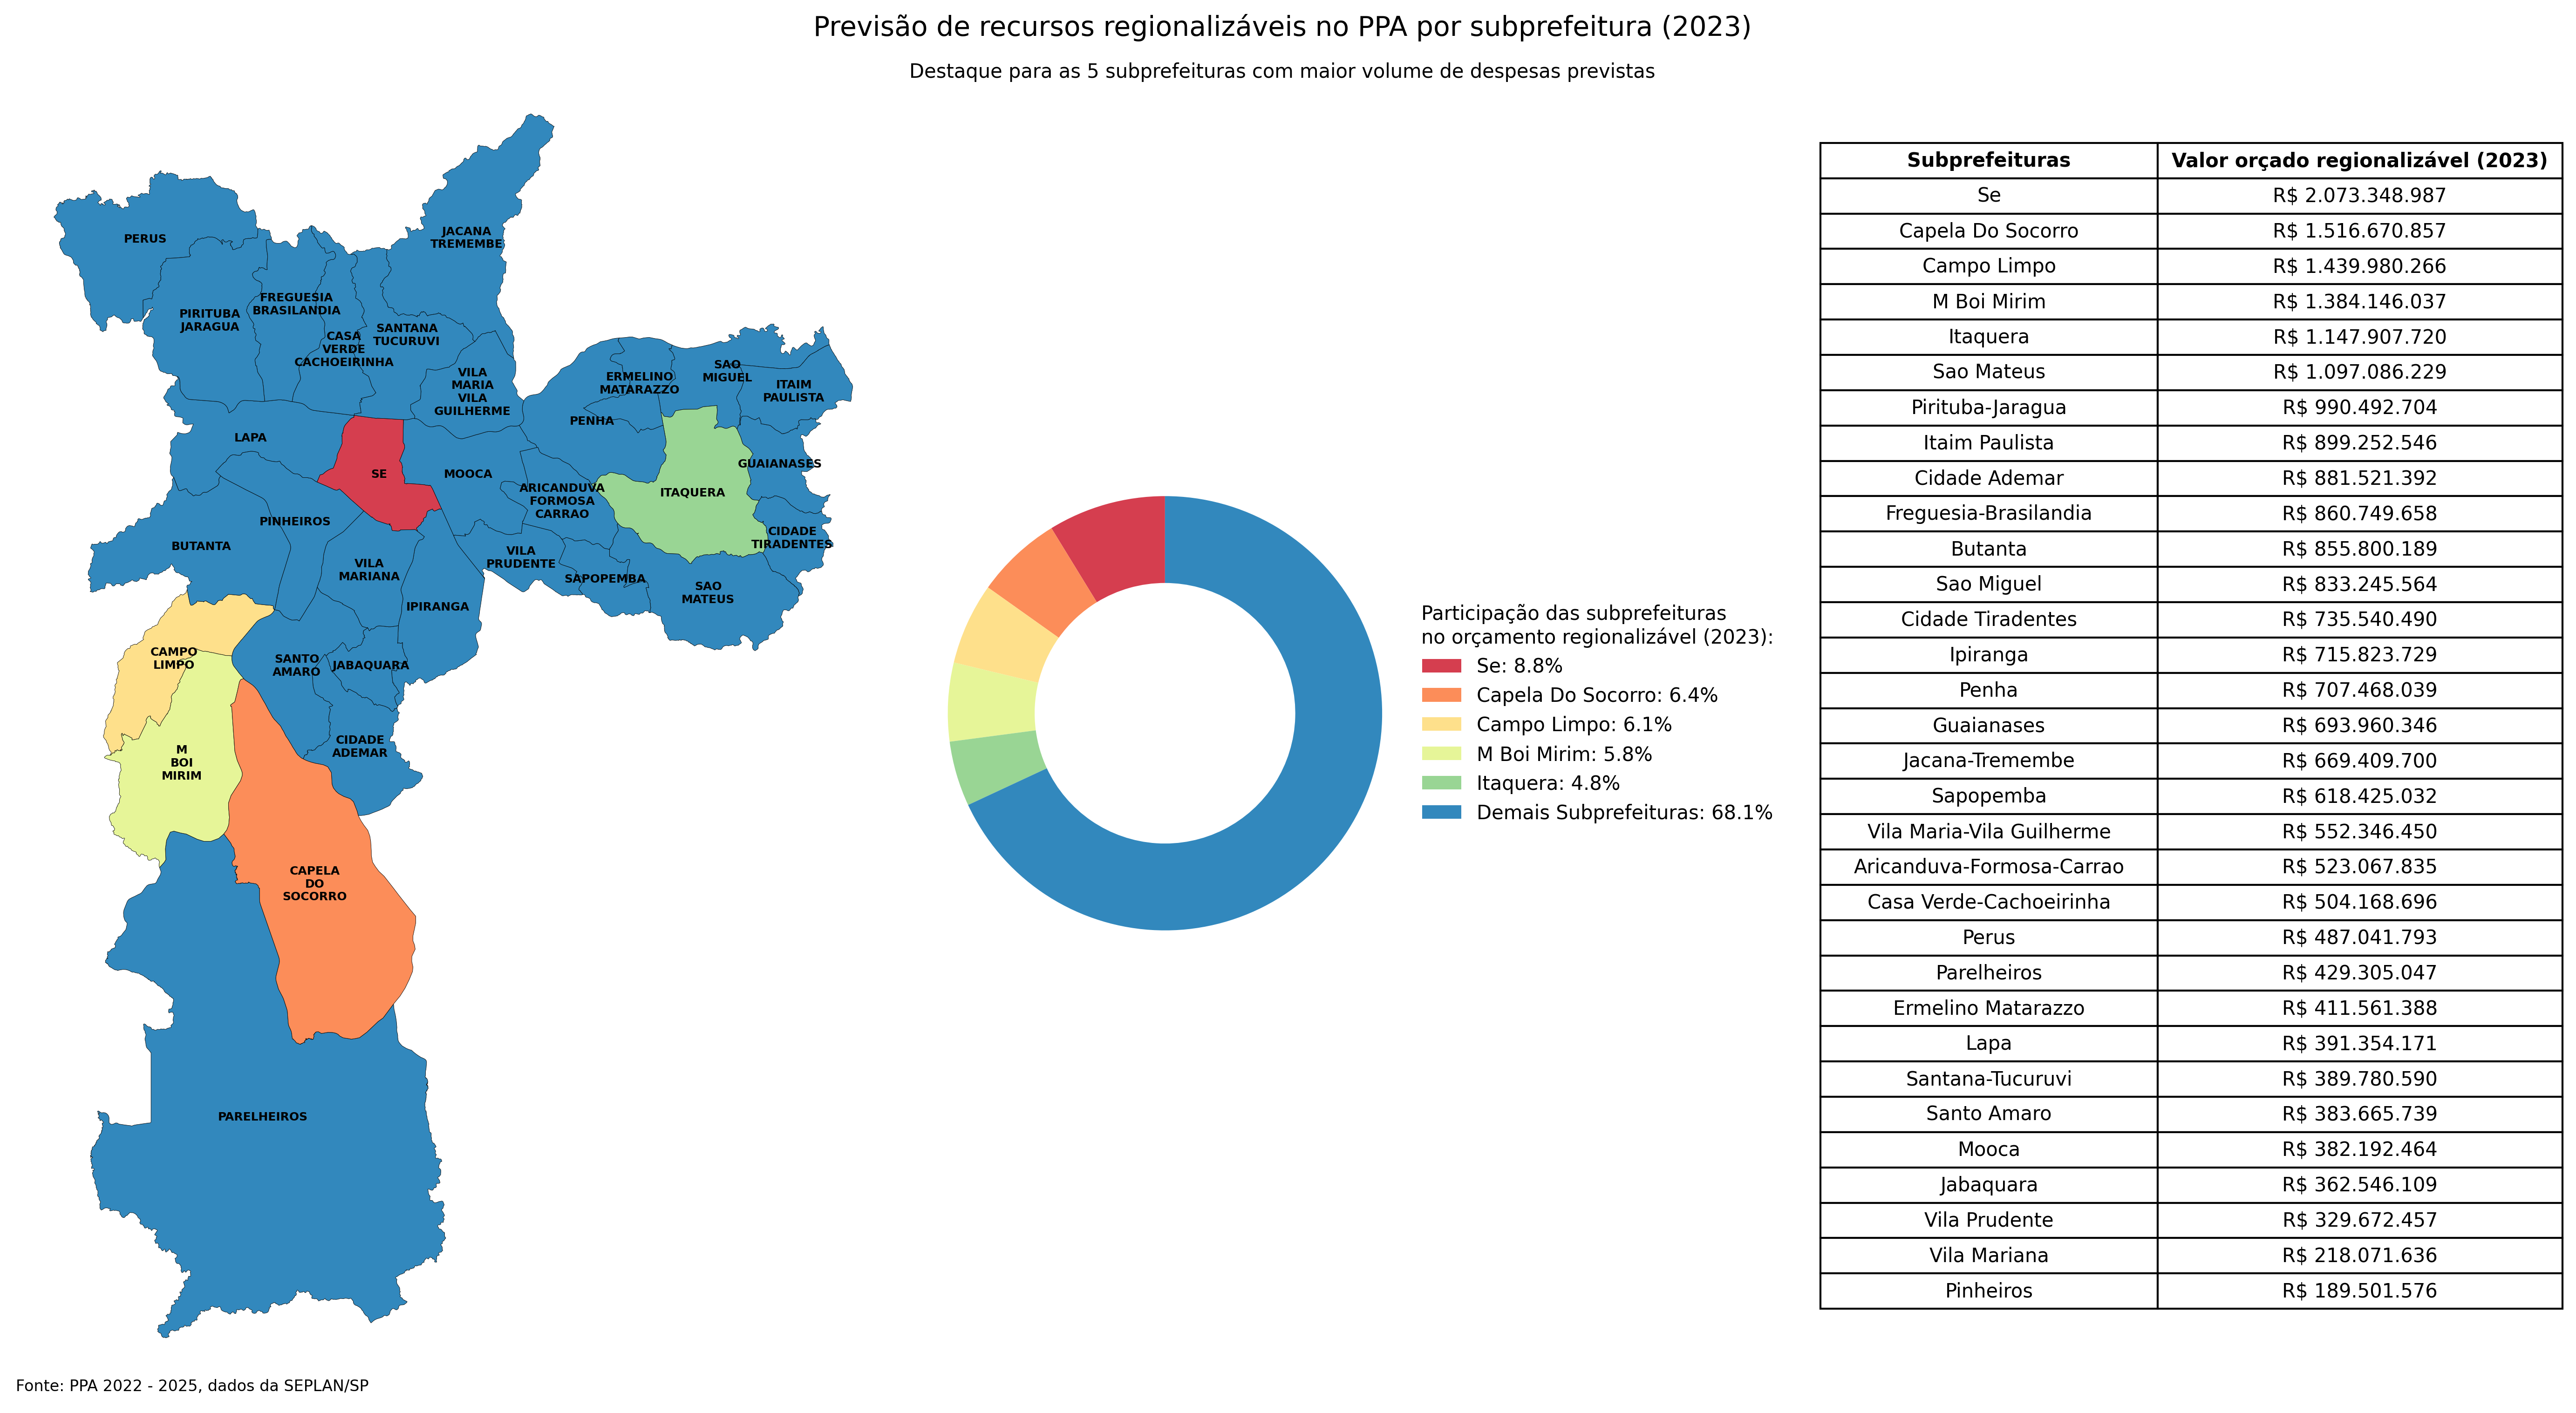 Previsão de recursos regionalizáveis no PPA por subprefeitura (2023)
Destaque para as 5 subprefeituras com maior volume de despesas previstas
PERUS
JACANA
TREMEMBE
PIRITUBA
JARAGUA
FREGUESIA
BRASILANDIA
CASA
VERDE
CACHOEIRINHA
SANTANA
TUCURUVI
VILA
MARIA
VILA
GUILHERME
ERMELINO
MATARAZZO
SAO
MIGUEL
ITAIM
PAULISTA
PENHA
LAPA
SE
MOOCA
ARICANDUVA
FORMOSA
CARRAO
ITAQUERA
GUAIANASES
CIDADE
TIRADENTES
PINHEIROS
BUTANTA
VILA
MARIANA
IPIRANGA
VILA
PRUDENTE
SAPOPEMBA
SAO
MATEUS
CAMPO
LIMPO
SANTO
AMARO
JABAQUARA
M
BOI
MIRIM
CIDADE
ADEMAR
CAPELA
DO
SOCORRO
PARELHEIROS
Participação das subprefeituras
no orçamento regionalizável (2023):
Se: 8.8%
Capela Do Socorro: 6.4%
Campo Limpo: 6.1%
M Boi Mirim: 5.8%
Itaquera: 4.8%
Demais Subprefeituras: 68.1%
Subprefeituras Valor orçado regionalizável (2023)
Se R$ 2.073.348.987
Capela Do Socorro R$ 1.516.670.857
Campo Limpo R$ 1.439.980.266
M Boi Mirim R$ 1.384.146.037
Itaquera R$ 1.147.907.720
Sao Mateus R$ 1.097.086.229
Pirituba-Jaragua R$ 990.492.704
Itaim Paulista R$ 899.252.546
Cidade Ademar R$ 881.521.392
Freguesia-Brasilandia R$ 860.749.658
Butanta R$ 855.800.189
Sao Miguel R$ 833.245.564
Cidade Tiradentes R$ 735.540.490
Ipiranga R$ 715.823.729
Penha R$ 707.468.039
Guaianases R$ 693.960.346
Jacana-Tremembe R$ 669.409.700
Sapopemba R$ 618.425.032
Vila Maria-Vila Guilherme R$ 552.346.450
Aricanduva-Formosa-Carrao R$ 523.067.835
Casa Verde-Cachoeirinha R$ 504.168.696
Perus R$ 487.041.793
Parelheiros R$ 429.305.047
Ermelino Matarazzo R$ 411.561.388
Lapa R$ 391.354.171
Santana-Tucuruvi R$ 389.780.590
Santo Amaro R$ 383.665.739
Mooca R$ 382.192.464
Jabaquara R$ 362.546.109
Vila Prudente R$ 329.672.457
Vila Mariana R$ 218.071.636
Pinheiros R$ 189.501.576
Fonte: PPA 2022 - 2025, dados da SEPLAN/SP